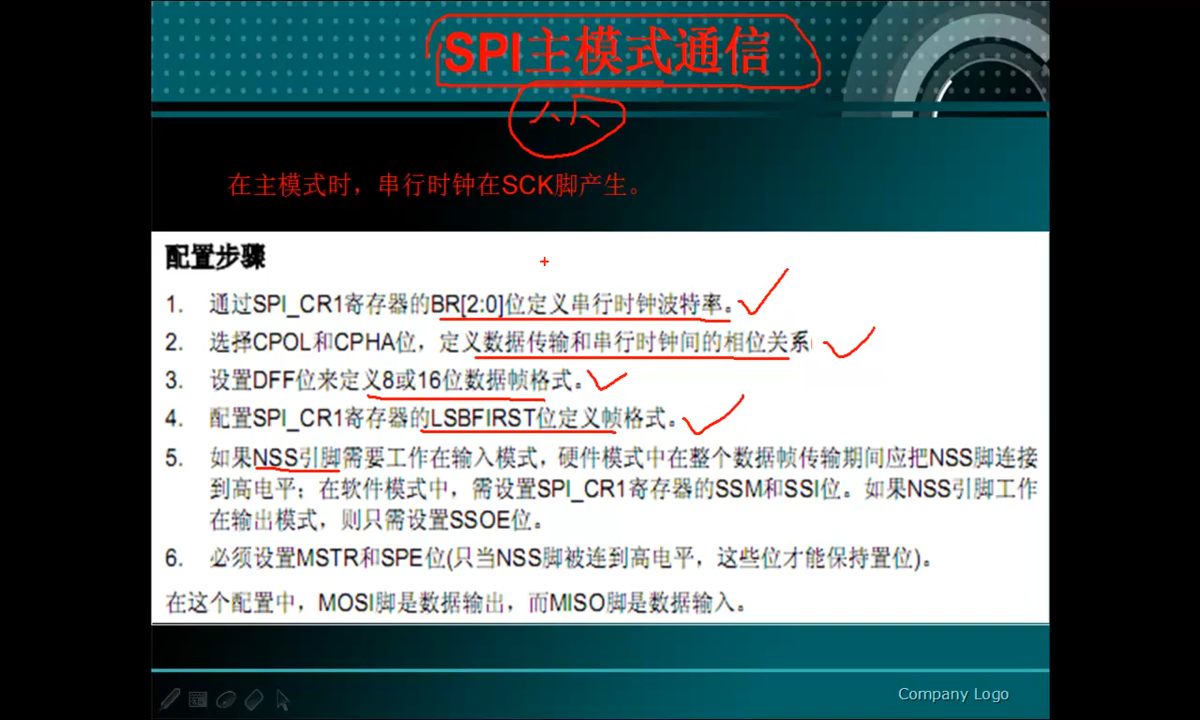 SPI主模式通信
在主模式时，串行时钟在SCK脚产生。
配置步骤
1. 通过SPI_CR1寄存器的BR[2:0]位定义串行时钟波特率。
2. 选择CPOL和CPHA位，定义数据传输和串行时钟间的相位关系
3. 设置DFF位来定义8或16位数据帧格式。
4. 配置SPI_CR1寄存器的LSBFIRST位定义帧格式。
5. 如果NSS引脚需要工作在输入模式，硬件模式中在整个数据帧传输期间应把NSS脚连接
到高电平；在软件模式中，需设置SPI_CR1寄存器的SSM和SSI位。如果NSS引脚工作
在输出模式，则只需设置SSOE位。
6. 必须设置MSTR和SPE位(只当NSS脚被连到高电平，这些位才能保持置位)。
在这个配置中，MOSI脚是数据输出，而MISO脚是数据输入。
Company Logo